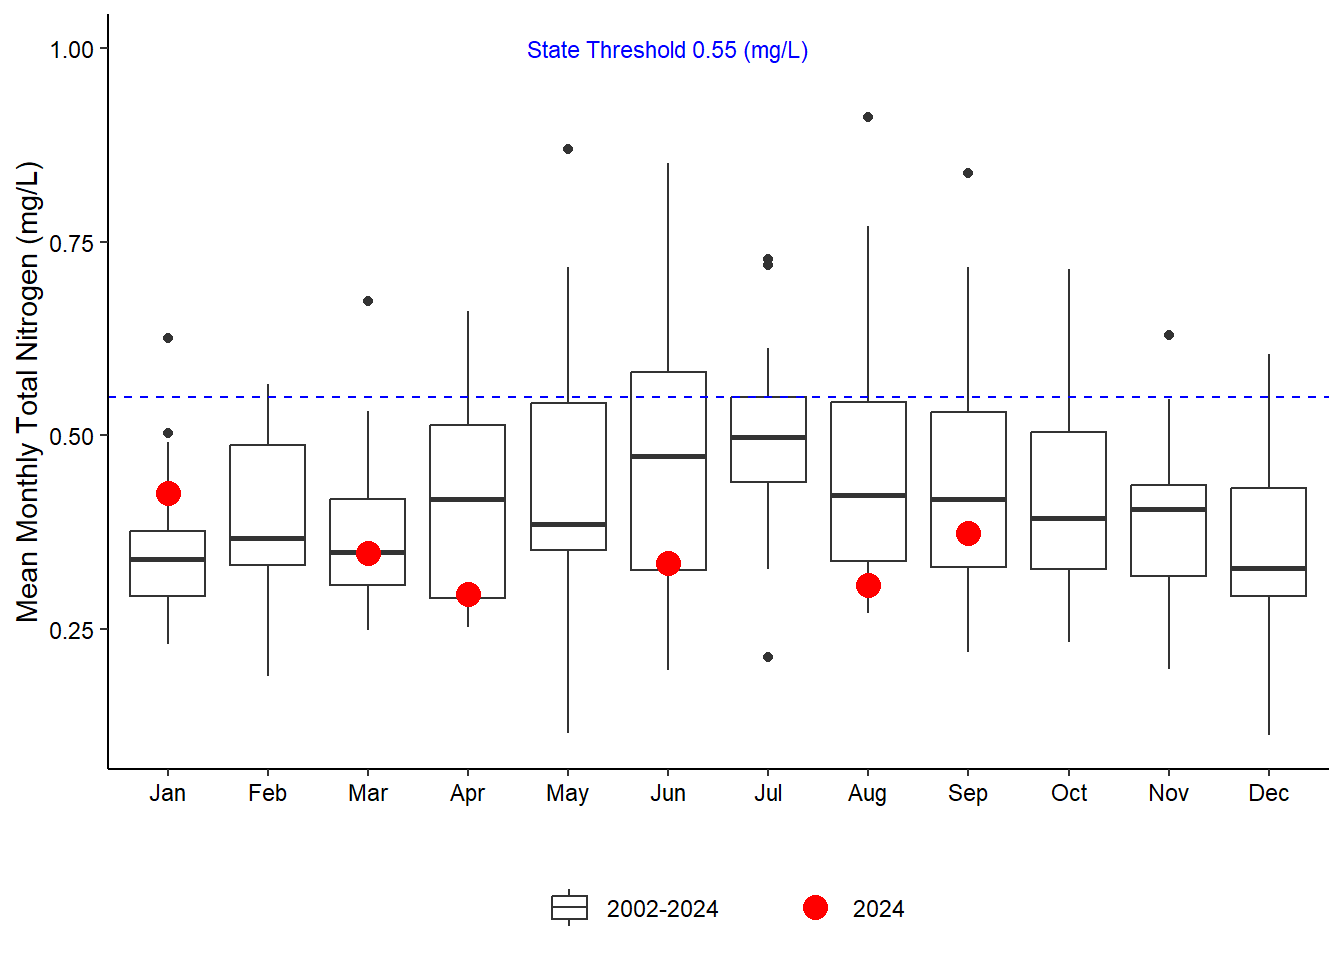 State Threshold 0.55 (mg/L)
Mean Monthly Total Nitrogen (mg/L)
1.00
0.75
0.50
0.25
Jan Feb Mar Apr May Jun Jul Aug Sep Oct Nov Dec
2002-2024 2024